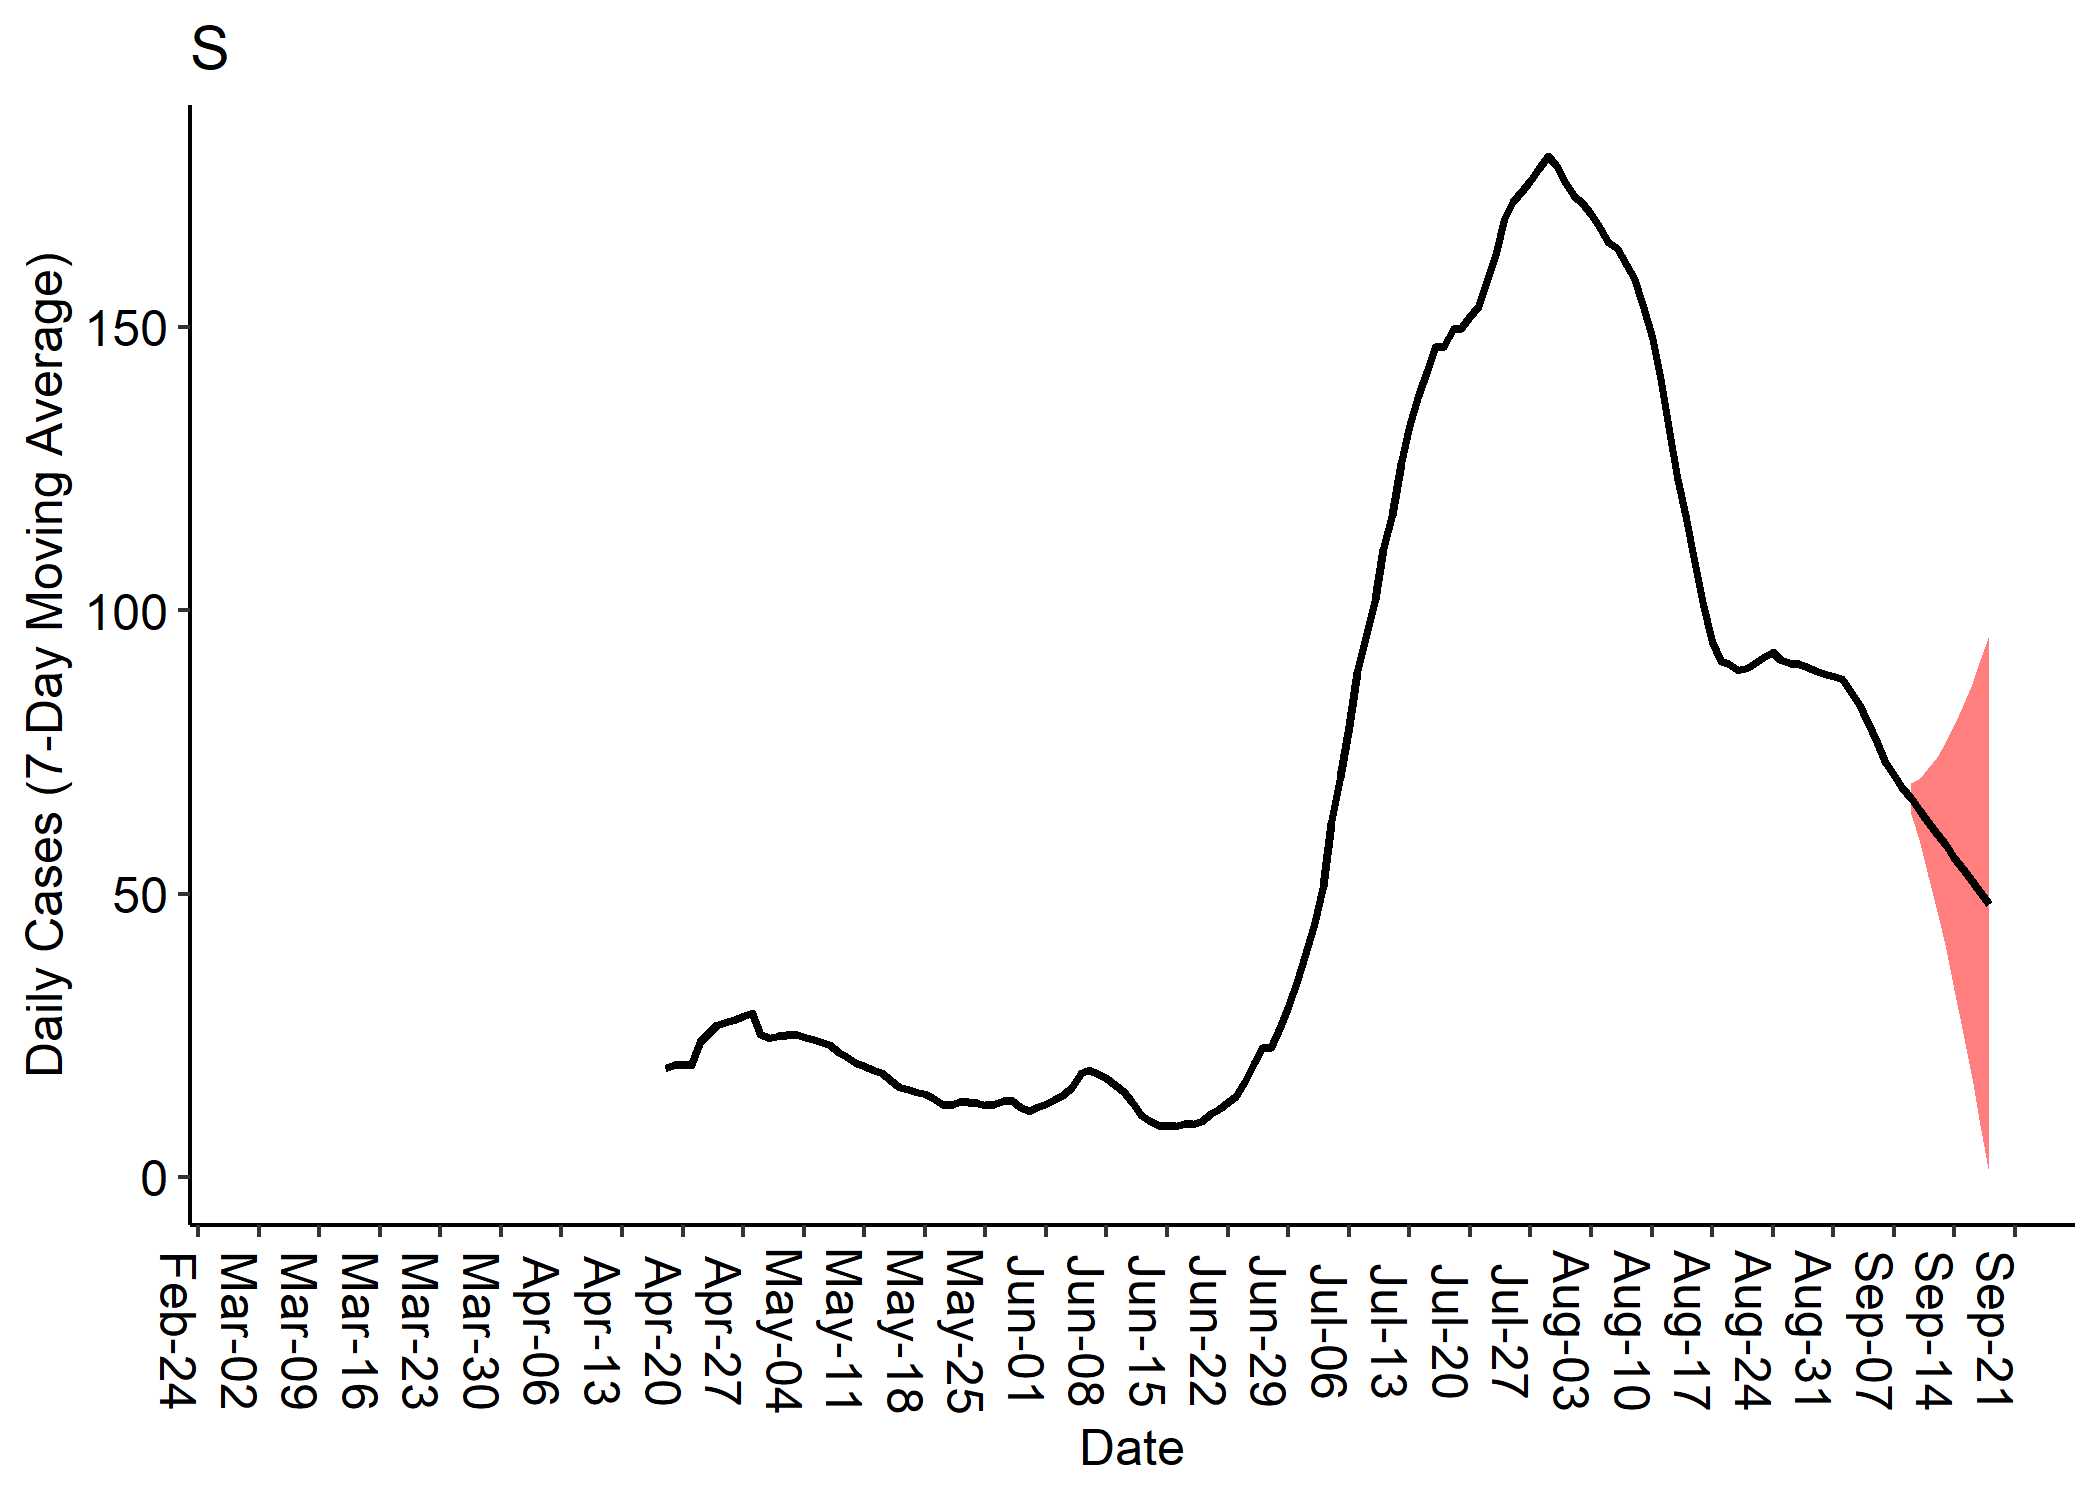 S
Daily Cases (7-Day Moving Average)
150
100
50
0
Feb-24
Mar-02
Mar-09
Mar-16
Mar-23
Mar-30
Apr-06
Apr-13
Apr-20
Apr-27
May-04
May-11
May-18
May-25
Jun-01
Jun-08
Jun-15
Jun-22
Jun-29
Jul-06
Jul-13
Jul-20
Jul-27
Aug-03
Aug-10
Aug-17
Aug-24
Aug-31
Sep-07
Sep-14
Sep-21
Date